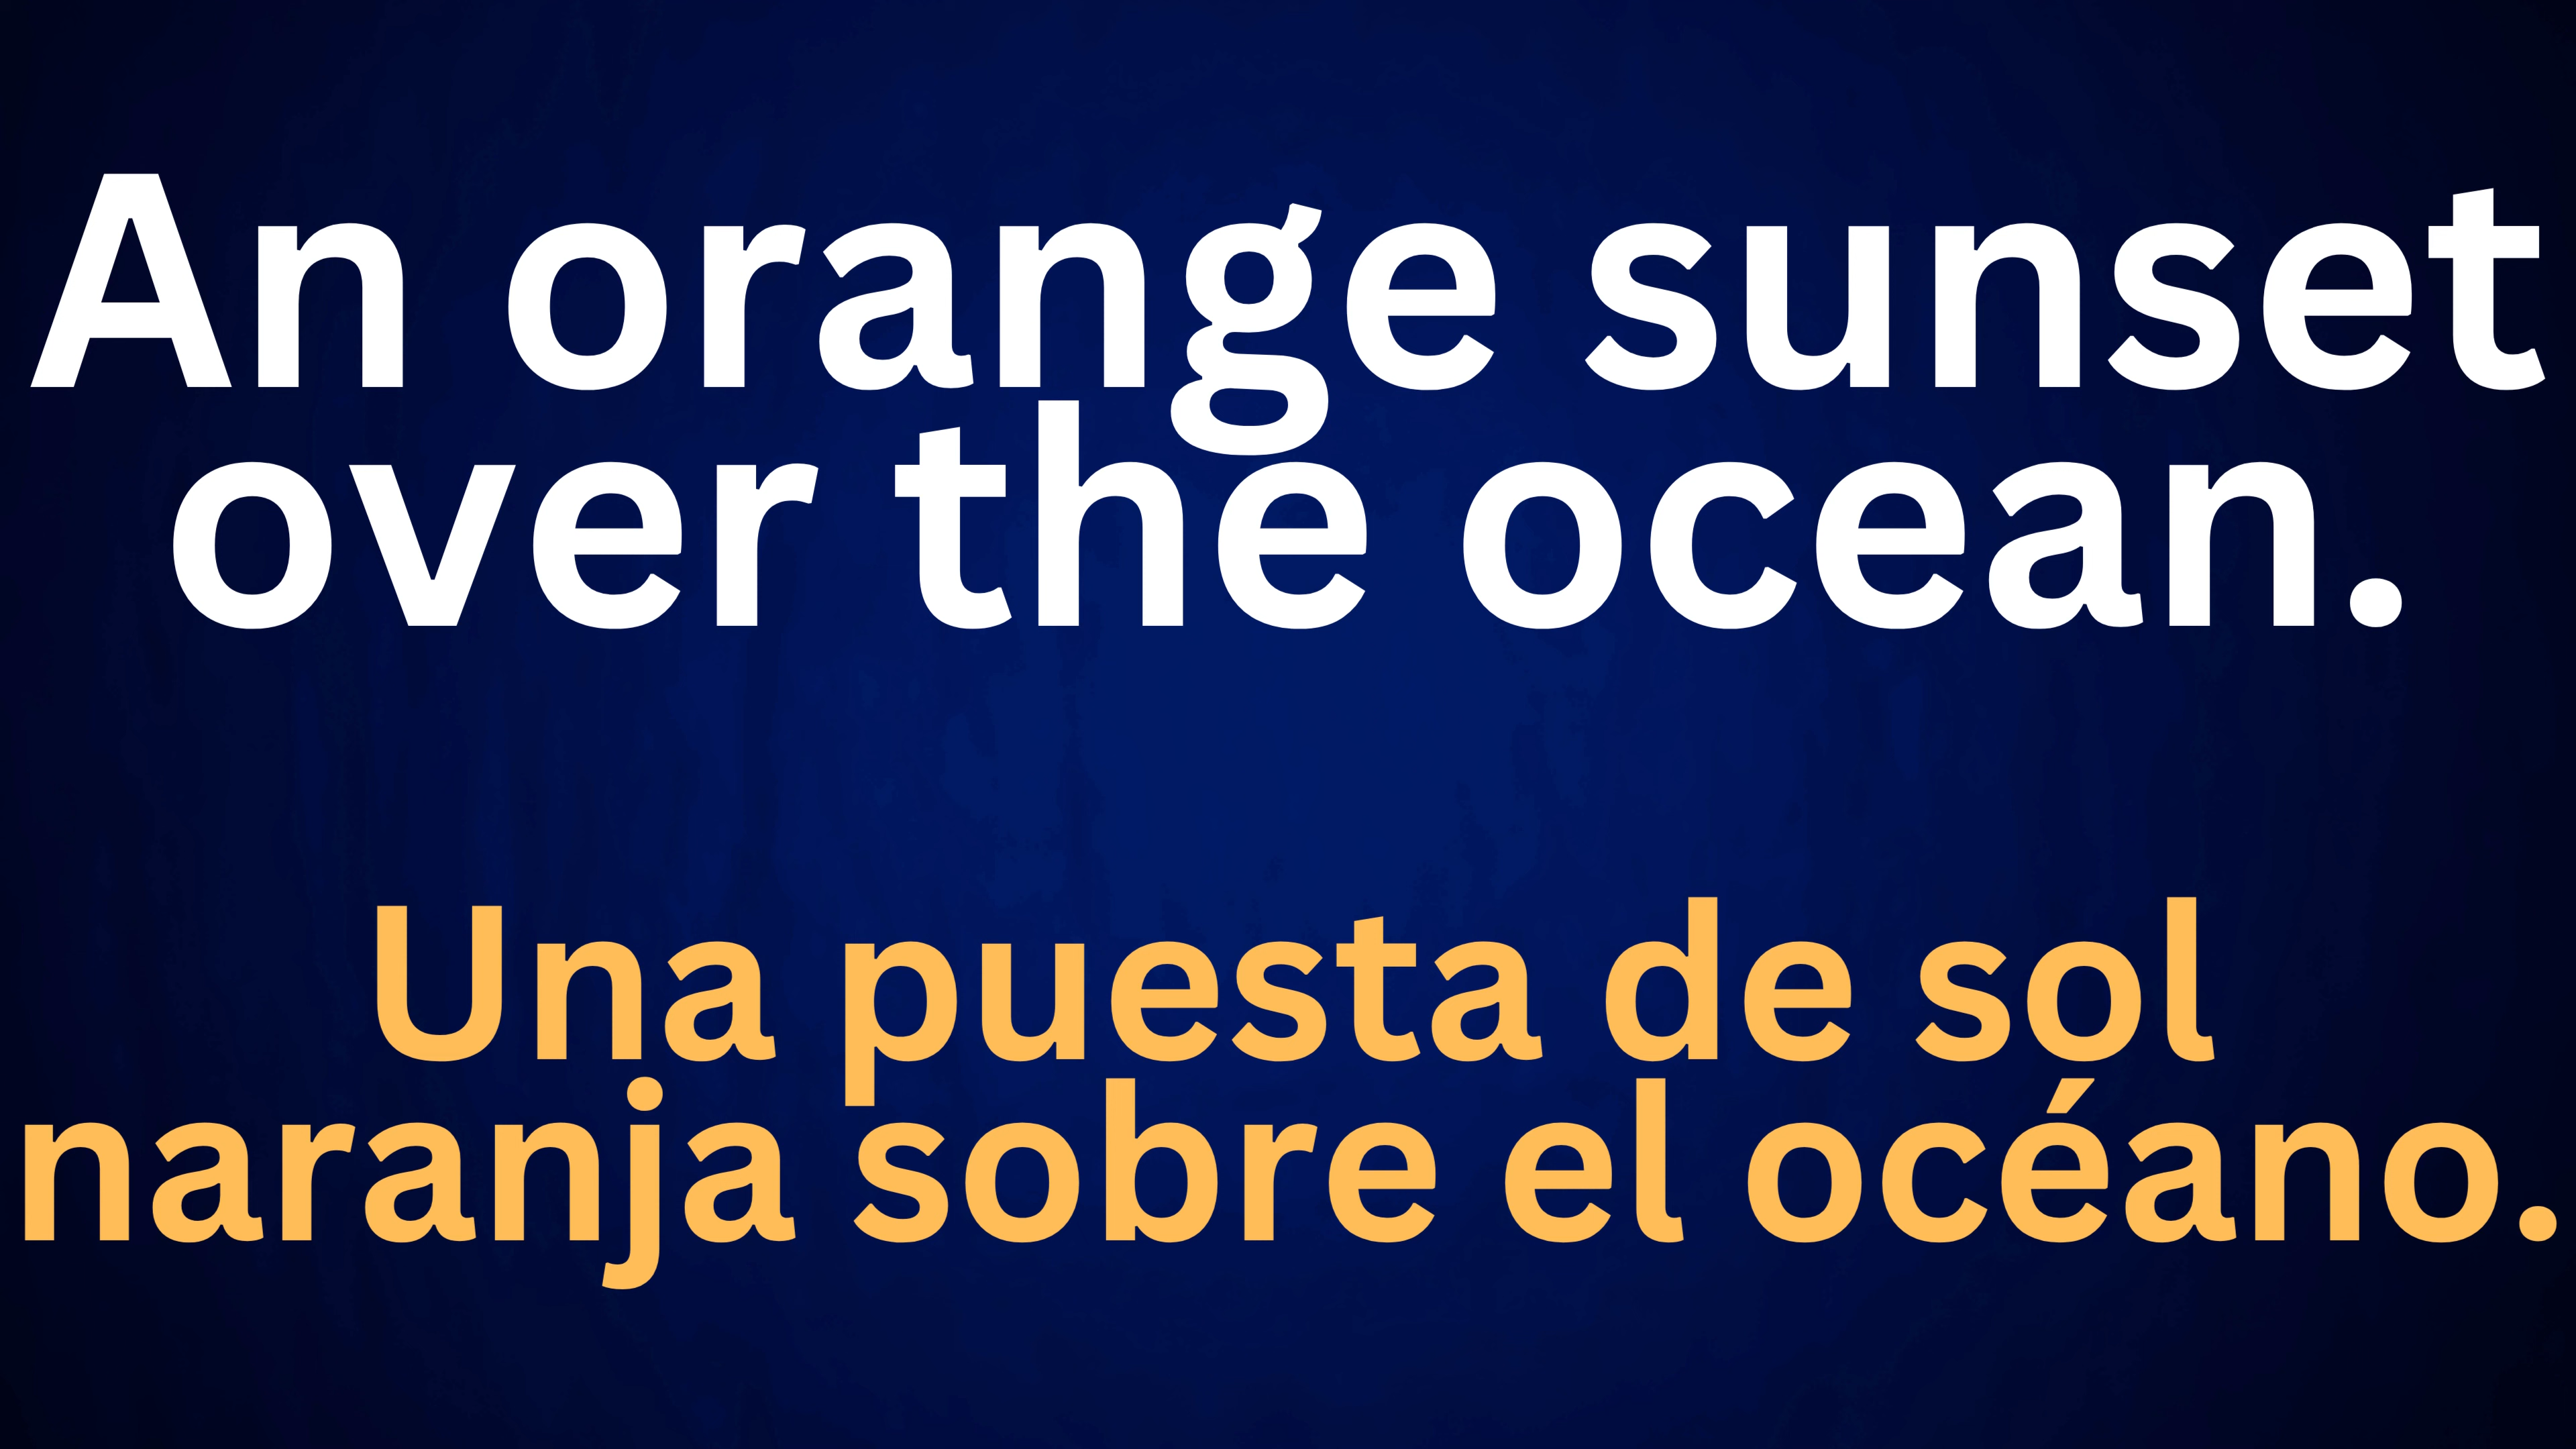 An orange sunset
over the ocean.
Una puesta de sol
naranja sobre el océano.